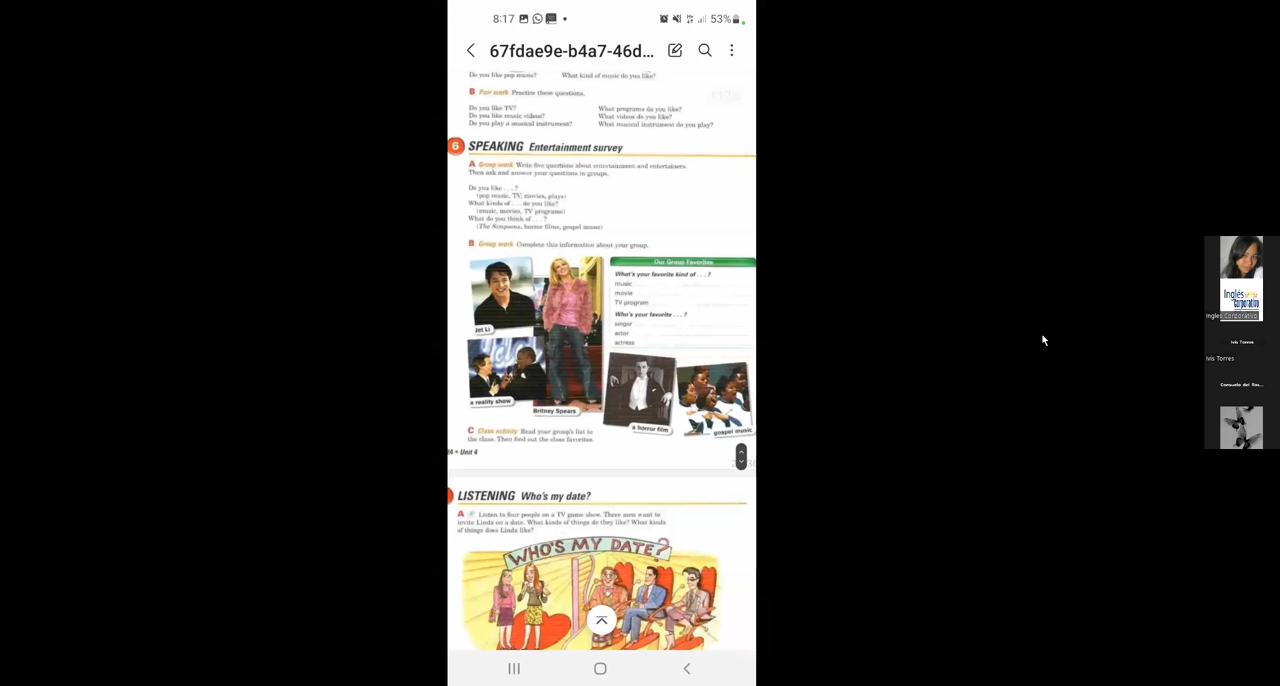 8:17
53%
67fdae9e-b4a7-46d...
Do you like pop music? What kind of music do you like?
B Pair work Practice these questions.
Do you like TV? What programs do you like?
Do you like music videos? What videos do you like?
Do you play a musical instrument? What musical instrument do you play?
6 SPEAKING Entertainment survey
A Group work Write five questions about entertainment and entertainers.
Then ask and answer your questions in groups.
Do you like . . . ?
(pop music, TV, movies, plays)
What kinds of . . . do you like?
(music, movies, TV programs)
What do you think of . . . ?
(The Simpsons, horror films, gospel music)
B Group work Complete this information about your group.
Our Group Favorites
What's your favorite kind of . . . ?
music
movie
TV program
Who's your favorite . . . ?
singer
actor
actress
Jet Li
a reality show
Britney Spears
a horror film
gospel music
C Class activity Read your group's list to
the class. Then find out the class favorites.
= Unit 4
LISTENING Who's my date?
A Listen to four people on a TV game show. Three men want to
invite Linda on a date. What kinds of things do they like? What kinds
of things does Linda like?
WHO'S MY DATE?
Inglés
Corporativo
Ingles Corporativo
Ivis Torres
Ivis Torres
Consuelo del Ros...